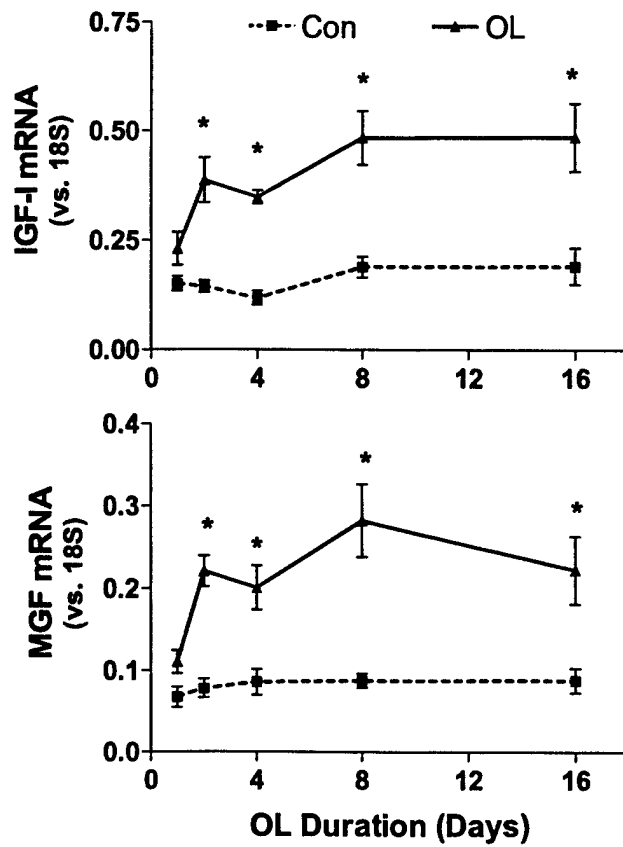 Con OL
IGF-I mRNA
(vs. 18S)
0.75
0.50
0.25
0.00
* * * *
0 4 8 12 16
MGF mRNA
(vs. 18S)
0.4
0.3
0.2
0.1
0.0
* * * *
0 4 8 12 16
OL Duration (Days)